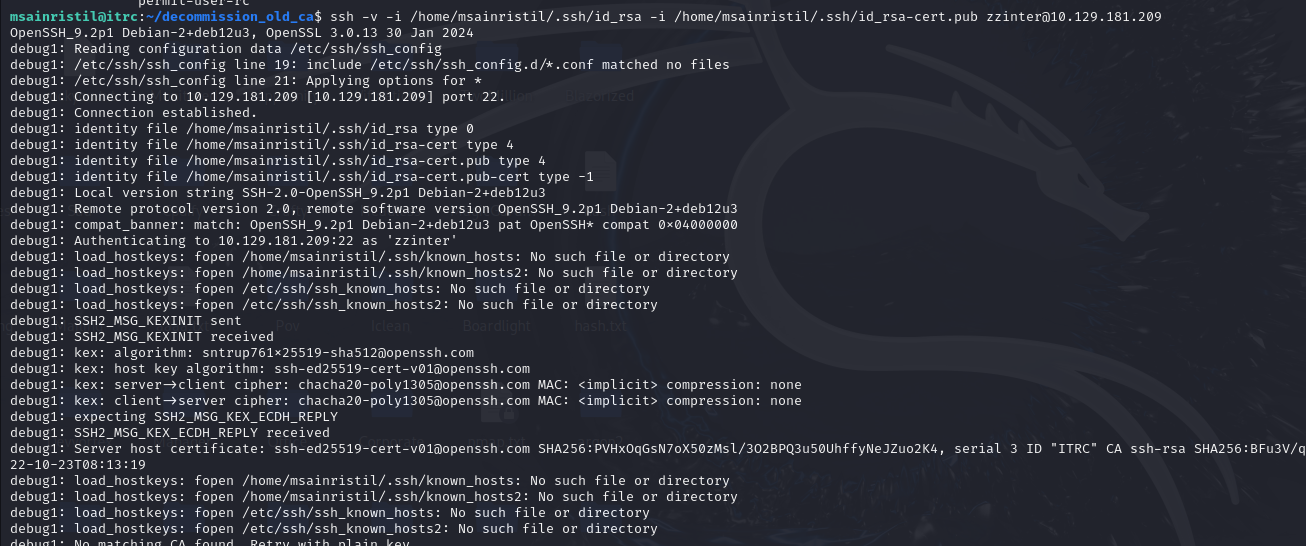 permit-user-rc
msainristil@itrc:~/decommission_old_ca$ ssh -v -i /home/msainristil/.ssh/id_rsa -i /home/msainristil/.ssh/id_rsa-cert.pub zzinter@10.129.181.209
OpenSSH_9.2p1 Debian-2+deb12u3, OpenSSL 3.0.13 30 Jan 2024
debug1: Reading configuration data /etc/ssh/ssh_config
debug1: /etc/ssh/ssh_config line 19: include /etc/ssh/ssh_config.d/*.conf matched no files
debug1: /etc/ssh/ssh_config line 21: Applying options for *
debug1: Connecting to 10.129.181.209 [10.129.181.209] port 22.
debug1: Connection established.
debug1: identity file /home/msainristil/.ssh/id_rsa type 0
debug1: identity file /home/msainristil/.ssh/id_rsa-cert type 4
debug1: identity file /home/msainristil/.ssh/id_rsa-cert.pub type 4
debug1: identity file /home/msainristil/.ssh/id_rsa-cert.pub-cert type -1
debug1: Local version string SSH-2.0-OpenSSH_9.2p1 Debian-2+deb12u3
debug1: Remote protocol version 2.0, remote software version OpenSSH_9.2p1 Debian-2+deb12u3
debug1: compat_banner: match: OpenSSH_9.2p1 Debian-2+deb12u3 pat OpenSSH* compat 0×04000000
debug1: Authenticating to 10.129.181.209:22 as 'zzinter'
debug1: load_hostkeys: fopen /home/msainristil/.ssh/known_hosts: No such file or directory
debug1: load_hostkeys: fopen /home/msainristil/.ssh/known_hosts2: No such file or directory
debug1: load_hostkeys: fopen /etc/ssh/ssh_known_hosts: No such file or directory
debug1: load_hostkeys: fopen /etc/ssh/ssh_known_hosts2: No such file or directory
debug1: SSH2_MSG_KEXINIT sent
debug1: SSH2_MSG_KEXINIT received
debug1: kex: algorithm: sntrup761×25519-sha512@openssh.com
debug1: kex: host key algorithm: ssh-ed25519-cert-v01@openssh.com
debug1: kex: server→client cipher: chacha20-poly1305@openssh.com MAC: <implicit> compression: none
debug1: kex: client→server cipher: chacha20-poly1305@openssh.com MAC: <implicit> compression: none
debug1: expecting SSH2_MSG_KEX_ECDH_REPLY
debug1: SSH2_MSG_KEX_ECDH_REPLY received
debug1: Server host certificate: ssh-ed25519-cert-v01@openssh.com SHA256:PVHxOqGsN7oX50zMsl/3O2BPQ3u50UhffyNeJZuo2K4, serial 3 ID "ITRC" CA ssh-rsa SHA256:BFu3V/q
22-10-23T08:13:19
debug1: load_hostkeys: fopen /home/msainristil/.ssh/known_hosts: No such file or directory
debug1: load_hostkeys: fopen /home/msainristil/.ssh/known_hosts2: No such file or directory
debug1: load_hostkeys: fopen /etc/ssh/ssh_known_hosts: No such file or directory
debug1: load_hostkeys: fopen /etc/ssh/ssh_known_hosts2: No such file or directory
debug1: No matching CA found. Retry with plain key